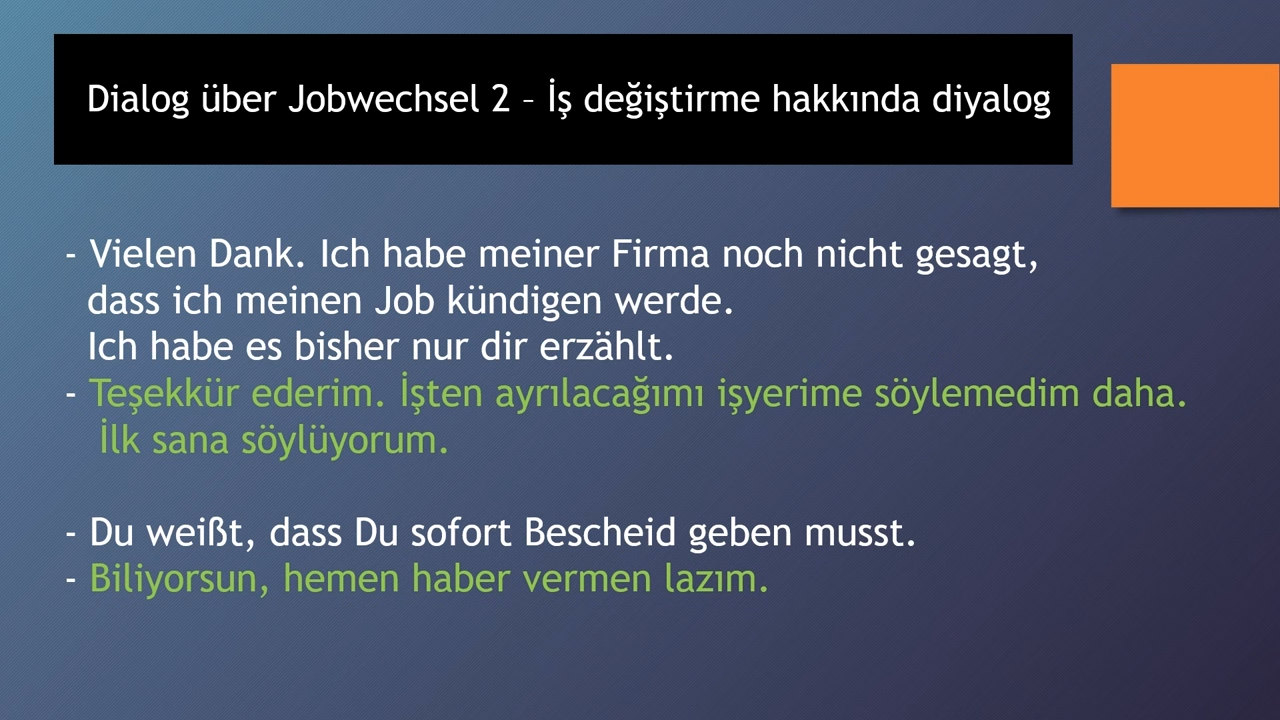 Dialog über Jobwechsel 2 – İş değiştirme hakkında diyalog
- Vielen Dank. Ich habe meiner Firma noch nicht gesagt,
dass ich meinen Job kündigen werde.
Ich habe es bisher nur dir erzählt.
- Teşekkür ederim. İşten ayrılacağımı işyerime söylemedim daha.
İlk sana söylüyorum.
- Du weißt, dass Du sofort Bescheid geben musst.
- Biliyorsun, hemen haber vermen lazım.